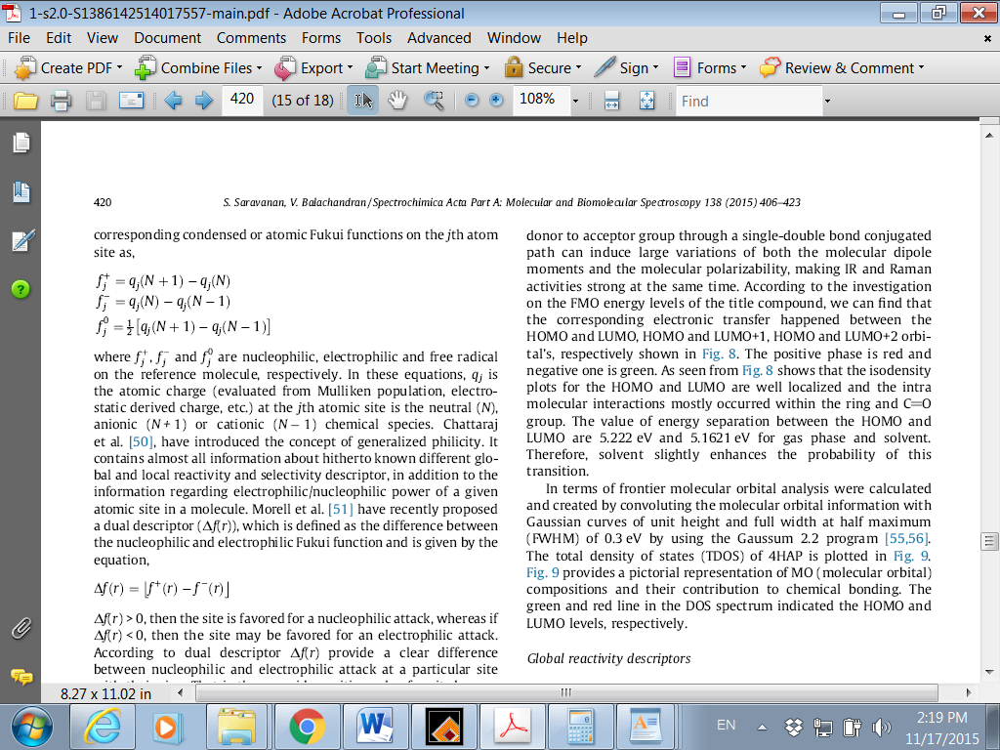 1-s2.0-S1386142514017557-main.pdf - Adobe Acrobat Professional
File Edit View Document Comments Forms Tools Advanced Window Help
Create PDF Combine Files Export Start Meeting Secure Sign Forms Review & Comment
420 (15 of 18) 108% Find
420 S. Saravanan, V. Balachandran / Spectrochimica Acta Part A: Molecular and Biomolecular Spectroscopy 138 (2015) 406–423
corresponding condensed or atomic Fukui functions on the jth atom
site as,
f_j^+ = q_j(N + 1) − q_j(N)
f_j^− = q_j(N) − q_j(N − 1)
f_j^0 = ½[q_j(N + 1) − q_j(N − 1)]
where f_j^+, f_j^− and f_j^0 are nucleophilic, electrophilic and free radical
on the reference molecule, respectively. In these equations, q_j is
the atomic charge (evaluated from Mulliken population, electro-
static derived charge, etc.) at the jth atomic site is the neutral (N),
anionic (N + 1) or cationic (N − 1) chemical species. Chattaraj
et al. [50], have introduced the concept of generalized philicity. It
contains almost all information about hitherto known different glo-
bal and local reactivity and selectivity descriptor, in addition to the
information regarding electrophilic/nucleophilic power of a given
atomic site in a molecule. Morell et al. [51] have recently proposed
a dual descriptor (Δf(r)), which is defined as the difference between
the nucleophilic and electrophilic Fukui function and is given by the
equation,
Δf(r) = ⌊f^+(r) − f^−(r)⌋
Δf(r) > 0, then the site is favored for a nucleophilic attack, whereas if
Δf(r) < 0, then the site may be favored for an electrophilic attack.
According to dual descriptor Δf(r) provide a clear difference
between nucleophilic and electrophilic attack at a particular site
donor to acceptor group through a single-double bond conjugated
path can induce large variations of both the molecular dipole
moments and the molecular polarizability, making IR and Raman
activities strong at the same time. According to the investigation
on the FMO energy levels of the title compound, we can find that
the corresponding electronic transfer happened between the
HOMO and LUMO, HOMO and LUMO+1, HOMO and LUMO+2 orbi-
tal's, respectively shown in Fig. 8. The positive phase is red and
negative one is green. As seen from Fig. 8 shows that the isodensity
plots for the HOMO and LUMO are well localized and the intra
molecular interactions mostly occurred within the ring and C=O
group. The value of energy separation between the HOMO and
LUMO are 5.222 eV and 5.1621 eV for gas phase and solvent.
Therefore, solvent slightly enhances the probability of this
transition.
In terms of frontier molecular orbital analysis were calculated
and created by convoluting the molecular orbital information with
Gaussian curves of unit height and full width at half maximum
(FWHM) of 0.3 eV by using the Gaussum 2.2 program [55,56].
The total density of states (TDOS) of 4HAP is plotted in Fig. 9.
Fig. 9 provides a pictorial representation of MO (molecular orbital)
compositions and their contribution to chemical bonding. The
green and red line in the DOS spectrum indicated the HOMO and
LUMO levels, respectively.
Global reactivity descriptors
8.27 x 11.02 in
EN 2:19 PM
11/17/2015